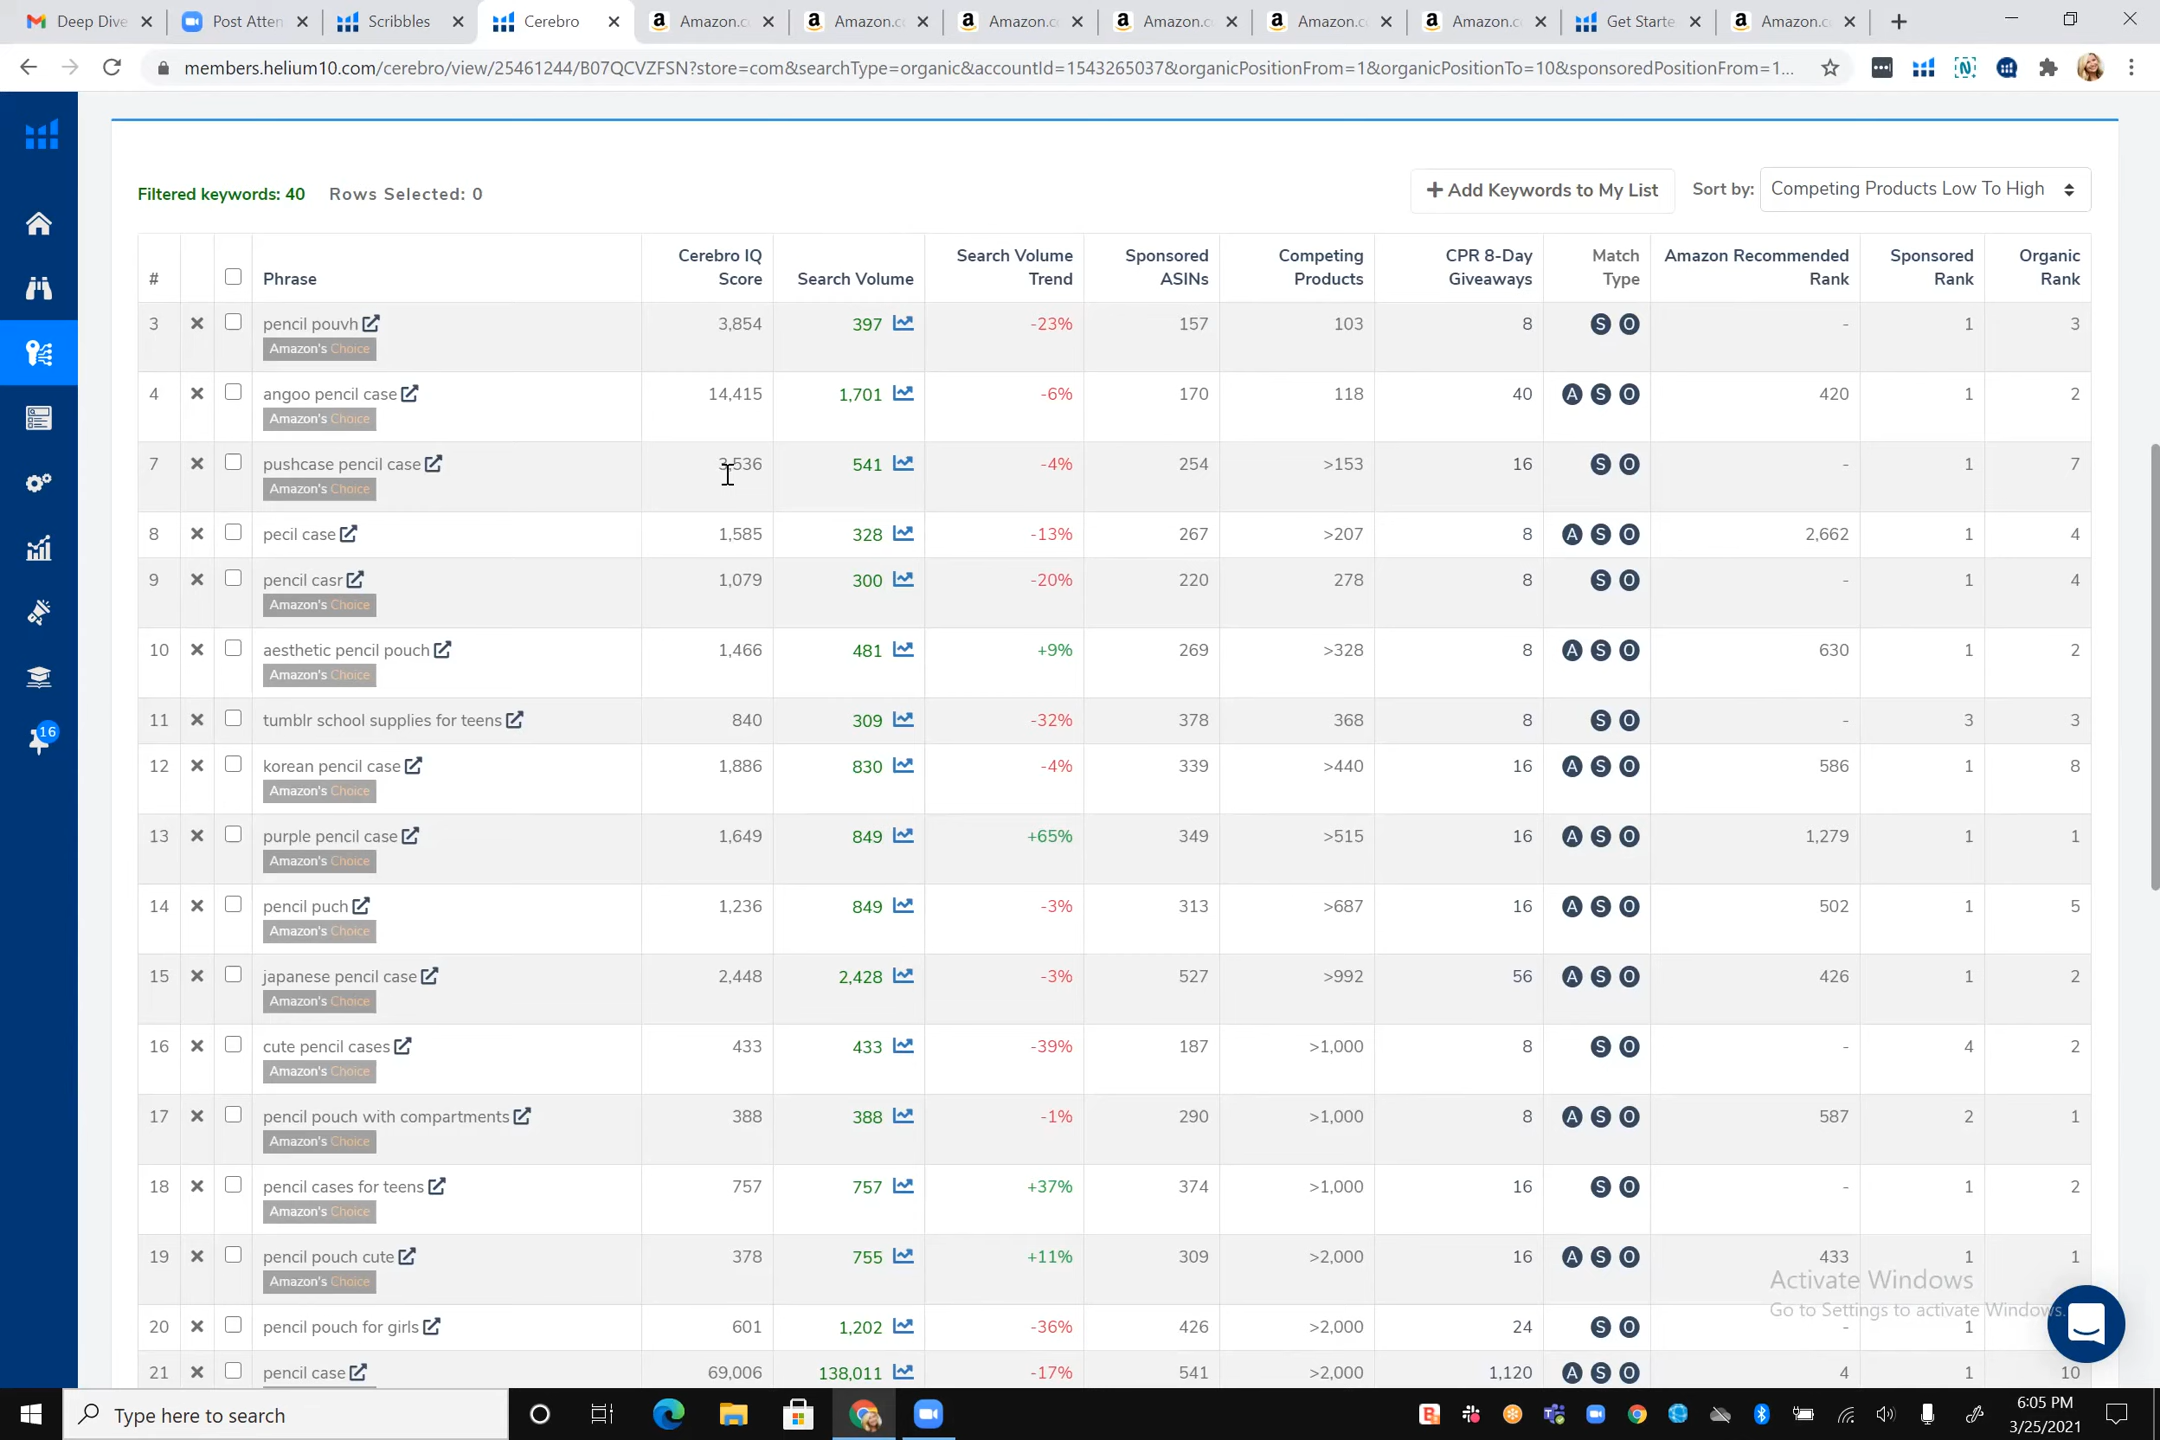 Deep Dive
Post Atten
Scribbles
Cerebro
Amazon.c
Amazon.c
Amazon.c
Amazon.c
Amazon.c
Amazon.c
Get Starte
Amazon.c
members.helium10.com/cerebro/view/25461244/B07QCVZFSN?store=com&searchType=organic&accountId=1543265037&organicPositionFrom=1&organicPositionTo=10&sponsoredPositionFrom=1...
Filtered keywords: 40 Rows Selected: 0 + Add Keywords to My List Sort by: Competing Products Low To High
# Phrase Cerebro IQ Score Search Volume Search Volume Trend Sponsored ASINs Competing Products CPR 8-Day Giveaways Match Type Amazon Recommended Rank Sponsored Rank Organic Rank
3 pencil pouvh 3,854 397 -23% 157 103 8 S O - 1 3
Amazon's Choice
4 angoo pencil case 14,415 1,701 -6% 170 118 40 A S O 420 1 2
Amazon's Choice
7 pushcase pencil case 3,536 541 -4% 254 >153 16 S O - 1 7
Amazon's Choice
8 pecil case 1,585 328 -13% 267 >207 8 A S O 2,662 1 4
9 pencil casr 1,079 300 -20% 220 278 8 S O - 1 4
Amazon's Choice
10 aesthetic pencil pouch 1,466 481 +9% 269 >328 8 A S O 630 1 2
Amazon's Choice
11 tumblr school supplies for teens 840 309 -32% 378 368 8 S O - 3 3
12 korean pencil case 1,886 830 -4% 339 >440 16 A S O 586 1 8
Amazon's Choice
13 purple pencil case 1,649 849 +65% 349 >515 16 A S O 1,279 1 1
Amazon's Choice
14 pencil puch 1,236 849 -3% 313 >687 16 A S O 502 1 5
Amazon's Choice
15 japanese pencil case 2,448 2,428 -3% 527 >992 56 A S O 426 1 2
Amazon's Choice
16 cute pencil cases 433 433 -39% 187 >1,000 8 S O - 4 2
Amazon's Choice
17 pencil pouch with compartments 388 388 -1% 290 >1,000 8 A S O 587 2 1
Amazon's Choice
18 pencil cases for teens 757 757 +37% 374 >1,000 16 S O - 1 2
Amazon's Choice
19 pencil pouch cute 378 755 +11% 309 >2,000 16 A S O 433 1 1
Amazon's Choice
Activate Windows
Go to Settings to activate Windows.
20 pencil pouch for girls 601 1,202 -36% 426 >2,000 24 S O - 1
21 pencil case 69,006 138,011 -17% 541 >2,000 1,120 A S O 4 1 10
16
Type here to search
6:05 PM
3/25/2021